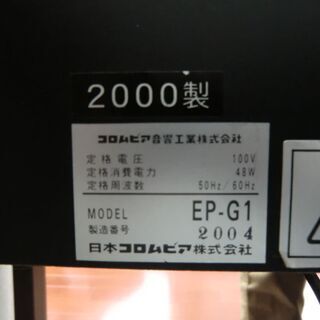 2000製
コロムビア音響工業株式会社
定格電圧 100V
定格消費電力 48W
定格周波数 50Hz/60Hz
MODEL EP-G1
製造番号 2004
日本コロムビア株式会社